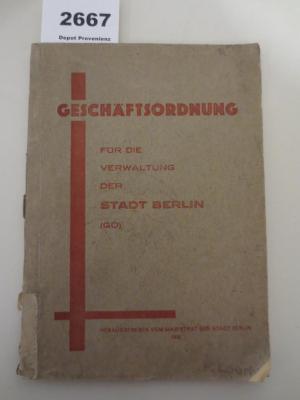 2667
Depot Provenienz
GESCHÄFTSORDNUNG
FÜR DIE
VERWALTUNG
DER
STADT BERLIN
(GO)
HERAUSGEGEBEN VOM MAGISTRAT DER STADT BERLIN